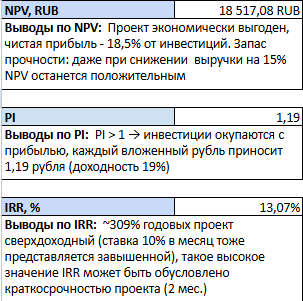 NPV, RUB 18 517,08 RUB
Выводы по NPV: Проект экономически выгоден,
чистая прибыль - 18,5% от инвестиций. Запас
прочности: даже при снижении выручки на 15%
NPV останется положительным
PI 1,19
Выводы по PI: PI > 1 → инвестиции окупаются с
прибылью, каждый вложенный рубль приносит
1,19 рубля (доходность 19%)
IRR, % 13,07%
Выводы по IRR: ~309% годовых проект
сверхдоходный (ставка 10% в месяц тоже
представляется завышенной), такое высокое
значение IRR может быть обусловлено
краткосрочностью проекта (2 мес.)